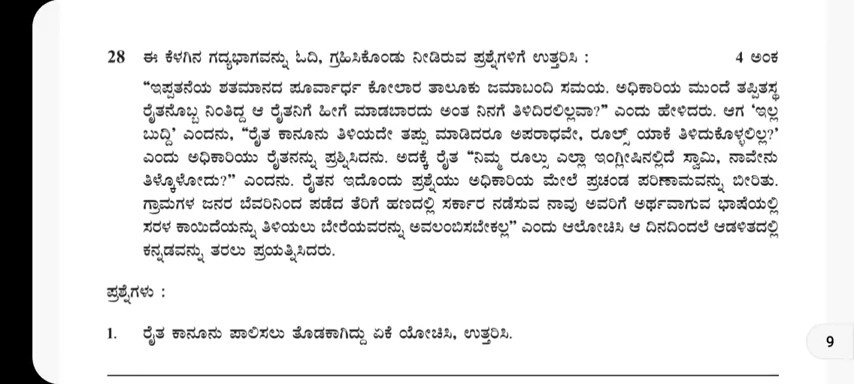 28 ಈ ಕೆಳಗಿನ ಗದ್ಯಭಾಗವನ್ನು ಓದಿ, ಗ್ರಹಿಸಿಕೊಂಡು ನೀಡಿರುವ ಪ್ರಶ್ನೆಗಳಿಗೆ ಉತ್ತರಿಸಿ : 4 ಅಂಕ
“ಇಪ್ಪತನೆಯ ಶತಮಾನದ ಪೂರ್ವಾರ್ಧ ಕೋಲಾರ ತಾಲೂಕು ಜಮಾಬಂದಿ ಸಮಯ. ಅಧಿಕಾರಿಯ ಮುಂದೆ ತಪ್ಪಿತಸ್ಥ
ರೈತನೊಬ್ಬ ನಿಂತಿದ್ದ ಆ ರೈತನಿಗೆ ಹೀಗೆ ಮಾಡಬಾರದು ಅಂತ ನಿನಗೆ ತಿಳಿದಿರಲಿಲ್ಲವಾ?” ಎಂದು ಹೇಳಿದರು. ಆಗ ‘ಇಲ್ಲ
ಬುದ್ದಿ’ ಎಂದನು, “ರೈತ ಕಾನೂನು ತಿಳಿಯದೇ ತಪ್ಪು ಮಾಡಿದರೂ ಅಪರಾಧವೇ, ರೂಲ್ಸ್ ಯಾಕೆ ತಿಳಿದುಕೊಳ್ಳಲಿಲ್ಲ?’
ಎಂದು ಅಧಿಕಾರಿಯು ರೈತನನ್ನು ಪ್ರಶ್ನಿಸಿದನು. ಅದಕ್ಕೆ ರೈತ “ನಿಮ್ಮ ರೂಲ್ಸು ಎಲ್ಲಾ ಇಂಗ್ಲೀಷಿನಲ್ಲಿದೆ ಸ್ವಾಮಿ, ನಾವೇನು
ತಿಳ್ಕೊಳೋದು?” ಎಂದನು. ರೈತನ ಇದೊಂದು ಪ್ರಶ್ನೆಯು ಅಧಿಕಾರಿಯ ಮೇಲೆ ಪ್ರಚಂಡ ಪರಿಣಾಮವನ್ನು ಬೀರಿತು.
ಗ್ರಾಮಗಳ ಜನರ ಬೆವರಿನಿಂದ ಪಡೆದ ತೆರಿಗೆ ಹಣದಲ್ಲಿ ಸರ್ಕಾರ ನಡೆಸುವ ನಾವು ಅವರಿಗೆ ಅರ್ಥವಾಗುವ ಭಾಷೆಯಲ್ಲಿ
ಸರಳ ಕಾಯಿದೆಯನ್ನು ತಿಳಿಯಲು ಬೇರೆಯವರನ್ನು ಅವಲಂಬಿಸಬೇಕಲ್ಲ” ಎಂದು ಆಲೋಚಿಸಿ ಆ ದಿನದಿಂದಲೆ ಆಡಳಿತದಲ್ಲಿ
ಕನ್ನಡವನ್ನು ತರಲು ಪ್ರಯತ್ನಿಸಿದರು.
ಪ್ರಶ್ನೆಗಳು :
1. ರೈತ ಕಾನೂನು ಪಾಲಿಸಲು ತೊಡಕಾಗಿದ್ದು ಏಕೆ ಯೋಚಿಸಿ, ಉತ್ತರಿಸಿ.
9